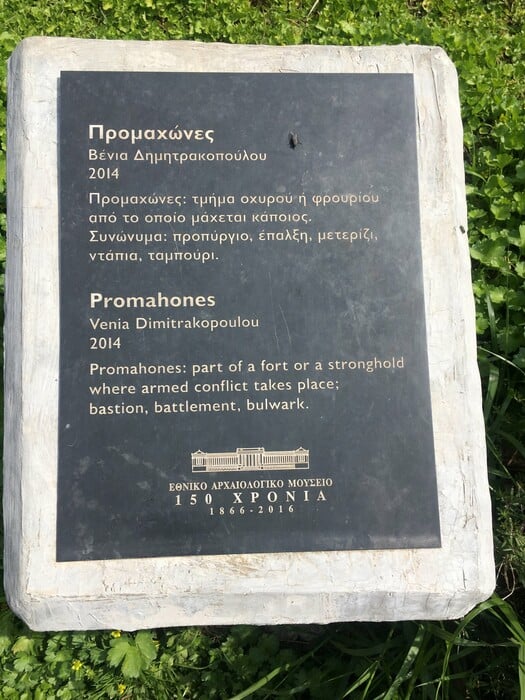 Προμαχώνες
Βένια Δημητρακοπούλου
2014
Προμαχώνες: τμήμα οχυρού ή φρουρίου
από το οποίο μάχεται κάποιος.
Συνώνυμα: προπύργιο, έπαλξη, μετερίζι,
ντάπια, ταμπούρι.
Promahones
Venia Dimitrakopoulou
2014
Promahones: part of a fort or a stronghold
where armed conflict takes place;
bastion, battlement, bulwark.
ΕΘΝΙΚΟ ΑΡΧΑΙΟΛΟΓΙΚΟ ΜΟΥΣΕΙΟ
150 ΧΡΟΝΙΑ
1866-2016